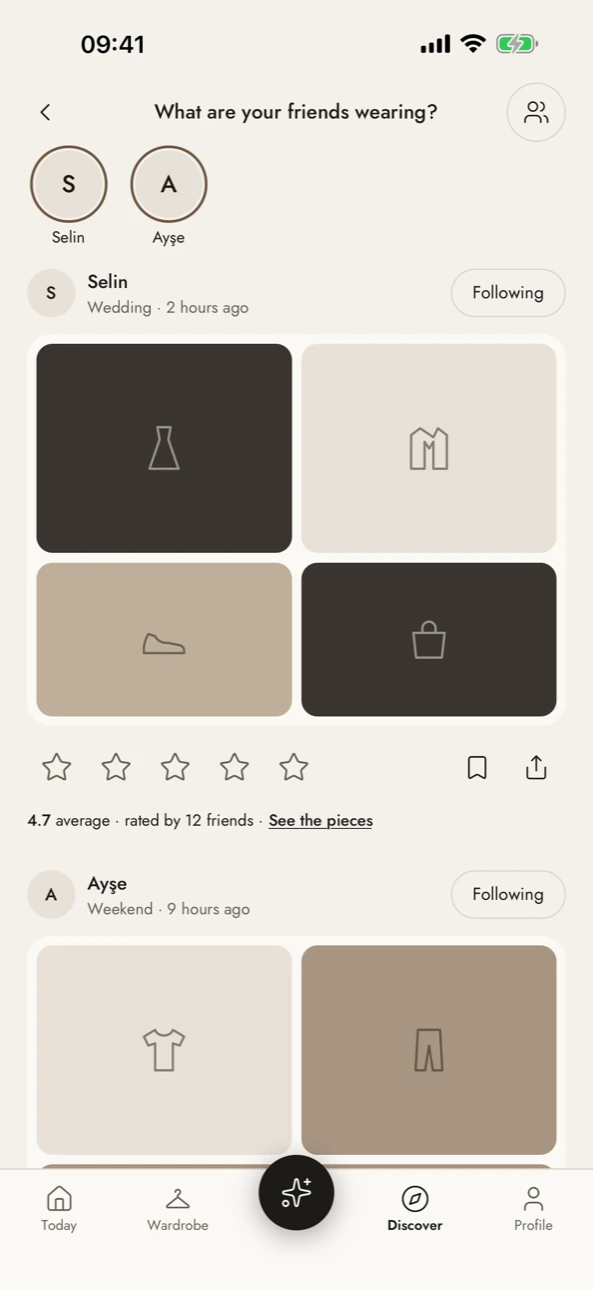 09:41
What are your friends wearing?
S
A
Selin
Ayşe
S
Selin
Wedding · 2 hours ago
Following
4.7 average · rated by 12 friends · See the pieces
A
Ayşe
Weekend · 9 hours ago
Following
Today
Wardrobe
Discover
Profile